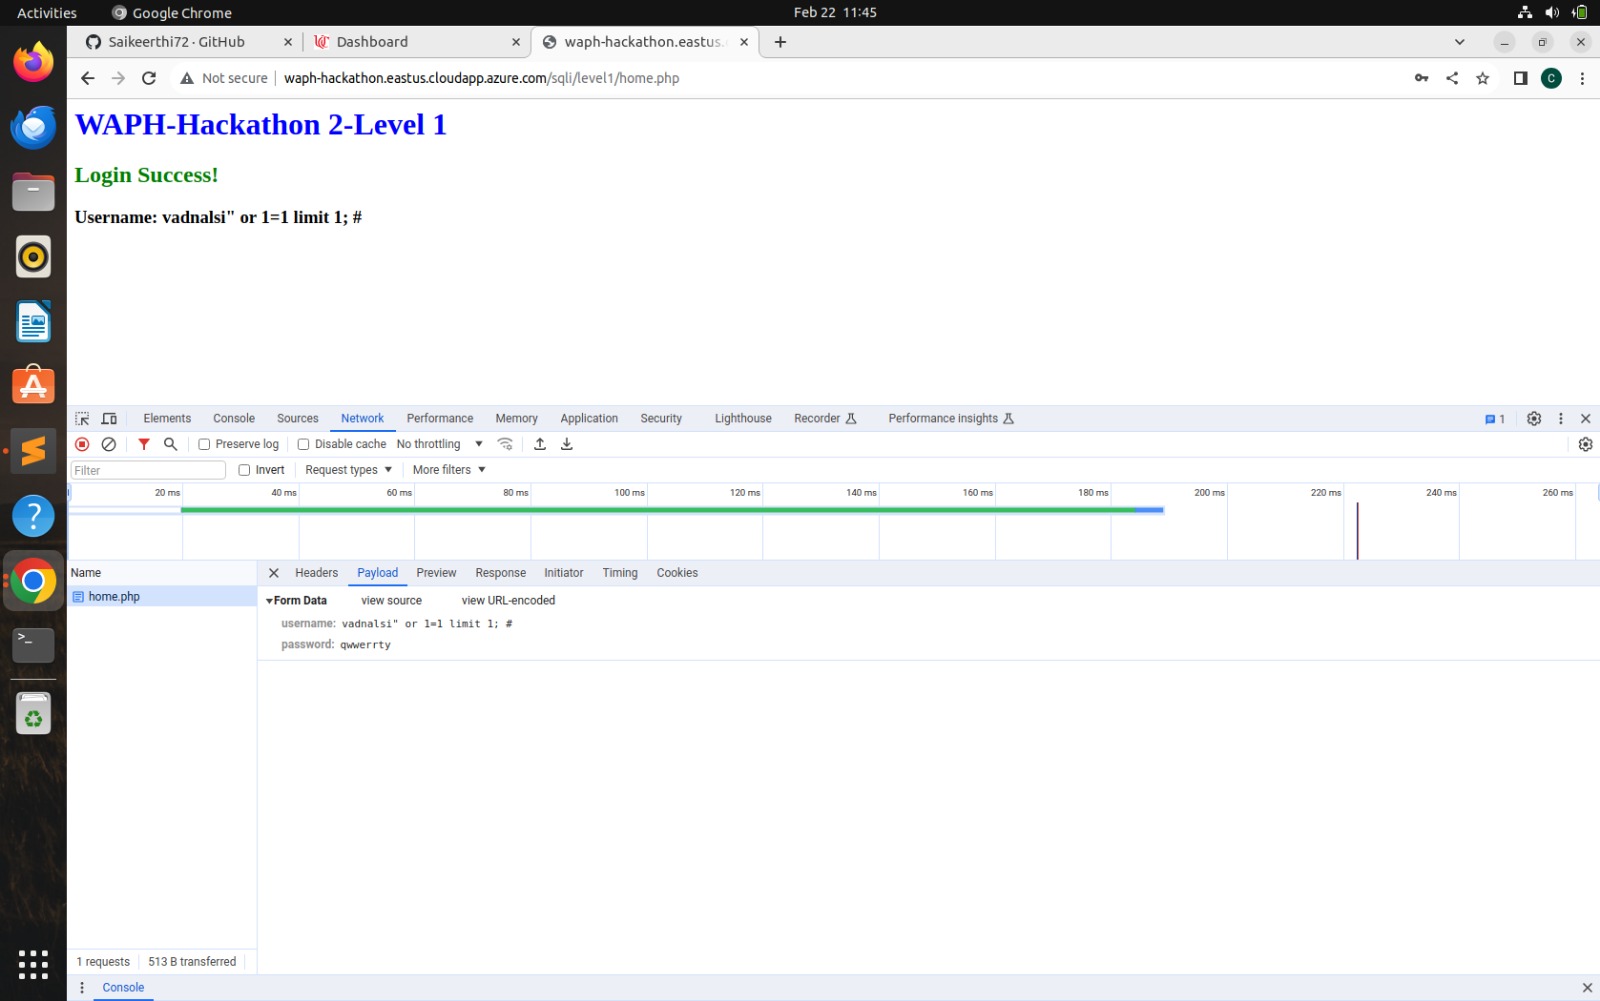 Activities
Google Chrome
Feb 22 11:45
Saikeerthi72 · GitHub
Dashboard
waph-hackathon.eastus.
Not secure
waph-hackathon.eastus.cloudapp.azure.com/sqli/level1/home.php
C
WAPH-Hackathon 2-Level 1
Login Success!
Username: vadnalsi" or 1=1 limit 1; #
Elements Console Sources Network Performance Memory Application Security Lighthouse Recorder Performance insights 1
Preserve log Disable cache No throttling
Filter Invert Request types More filters
20 ms 40 ms 60 ms 80 ms 100 ms 120 ms 140 ms 160 ms 180 ms 200 ms 220 ms 240 ms 260 ms
Name Headers Payload Preview Response Initiator Timing Cookies
home.php
Form Data view source view URL-encoded
username: vadnalsi" or 1=1 limit 1; #
password: qwwerrty
1 requests 513 B transferred
Console